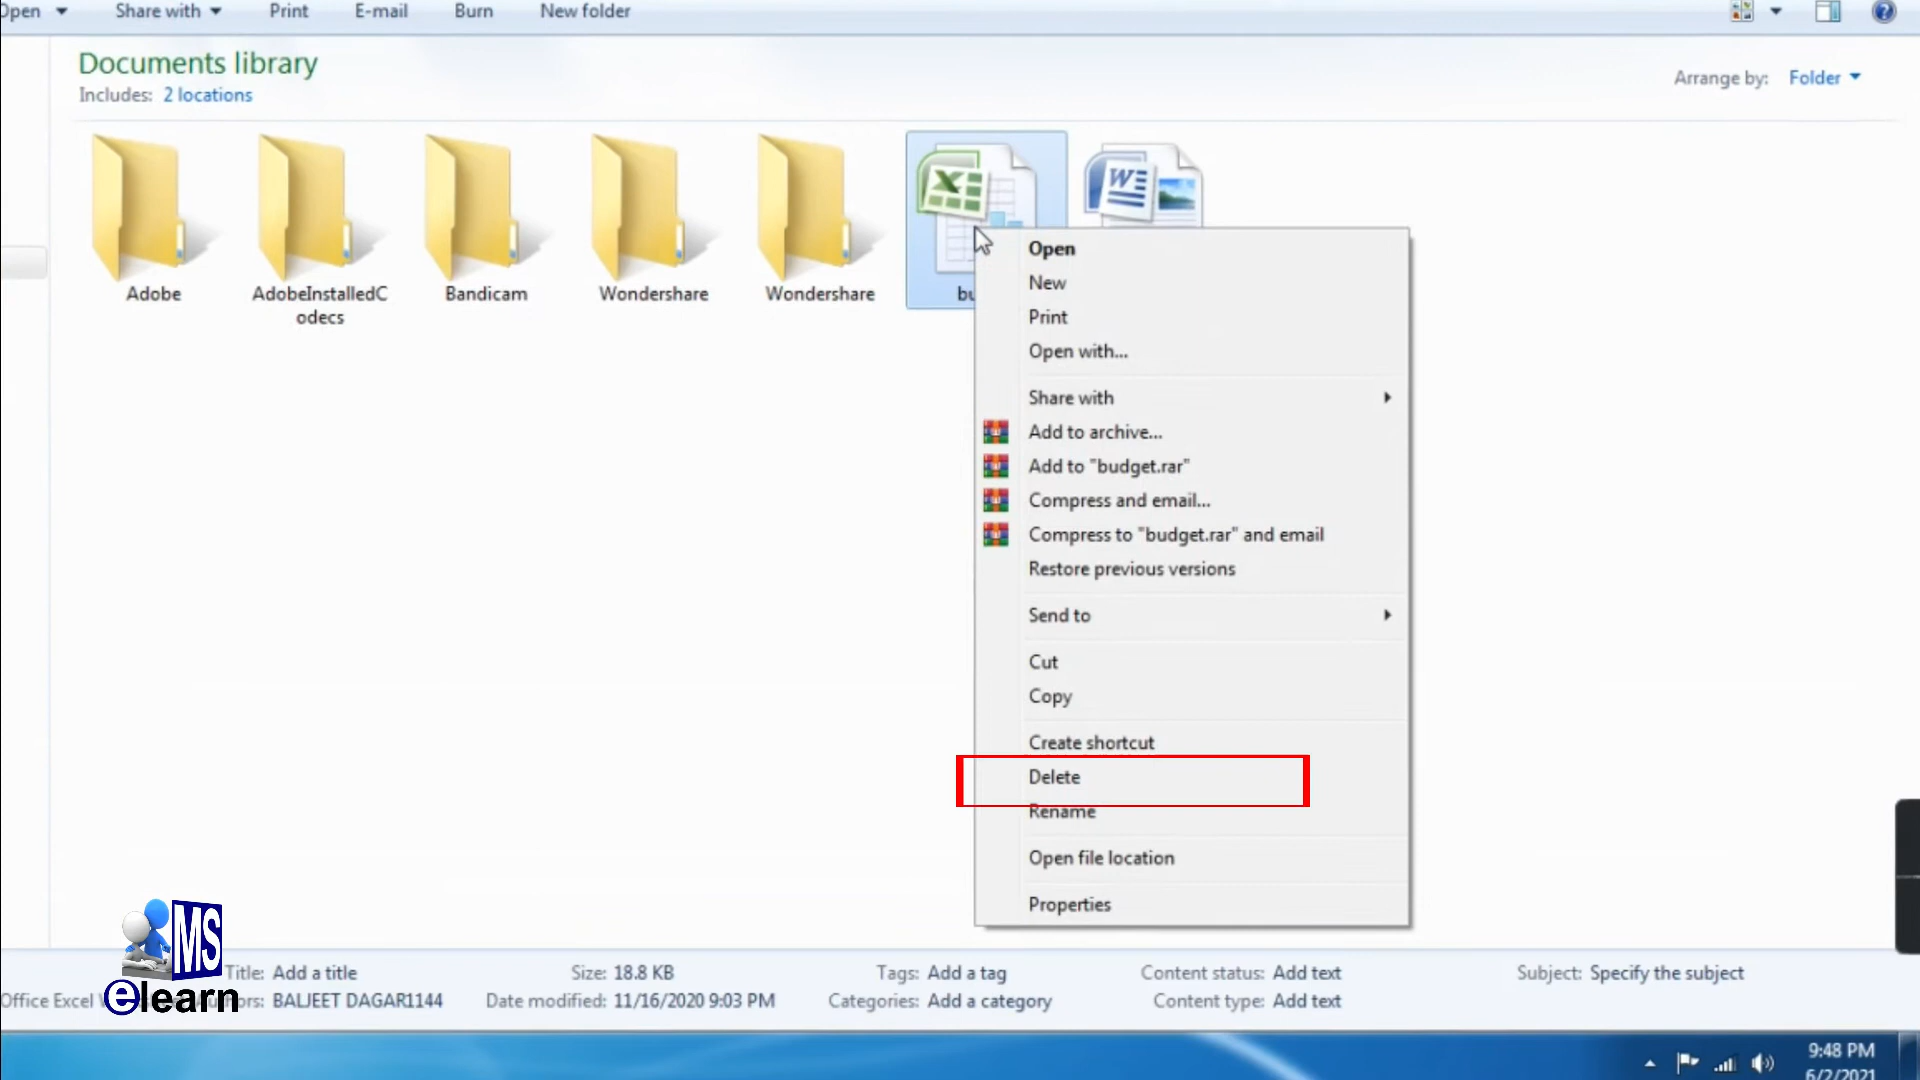 Open Share with Print E-mail Burn New folder
Documents library
Includes: 2 locations
Arrange by: Folder
Adobe
AdobeInstalledC
odecs
Bandicam
Wondershare
Wondershare
Open
New
Print
Open with...
Share with
Add to archive...
Add to "budget.rar"
Compress and email...
Compress to "budget.rar" and email
Restore previous versions
Send to
Cut
Copy
Create shortcut
Delete
Rename
Open file location
Properties
MS
elearn
Title: Add a title Size: 18.8 KB Tags: Add a tag Content status: Add text Subject: Specify the subject
Office Excel BALJEET DAGAR1144 Date modified: 11/16/2020 9:03 PM Categories: Add a category Content type: Add text
9:48 PM
6/2/2021